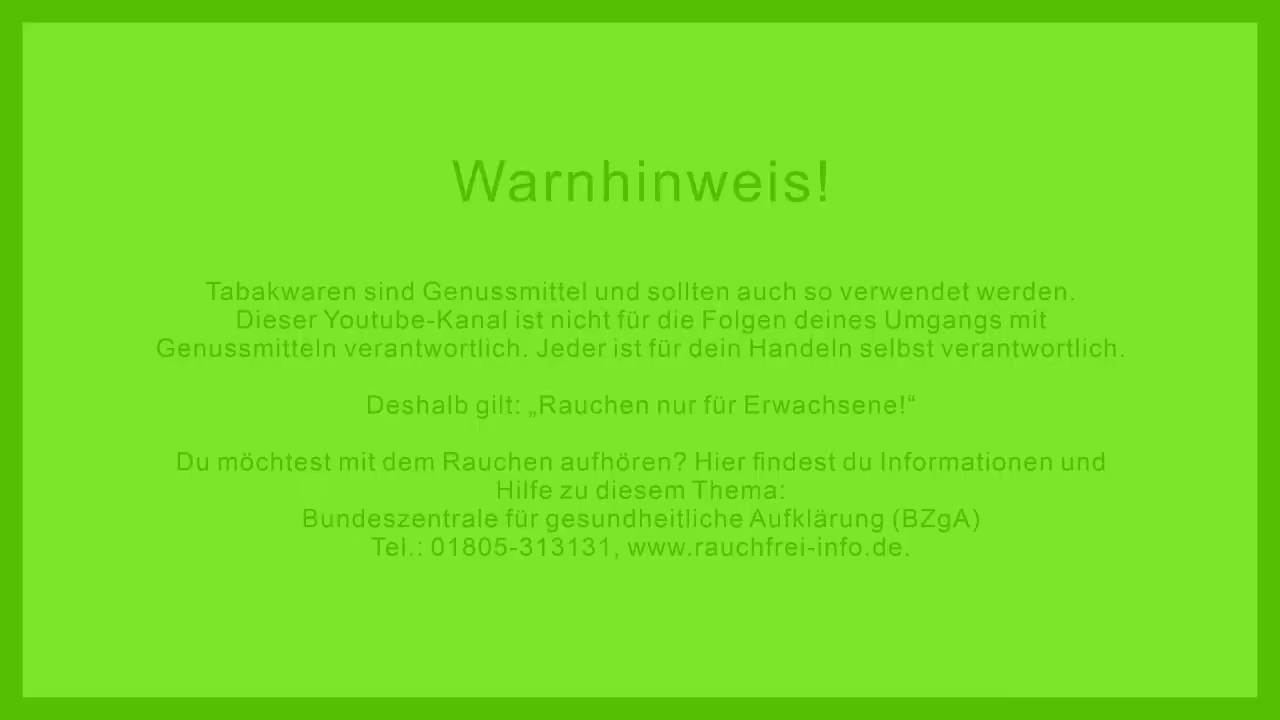 Warnhinweis!
Tabakwaren sind Genussmittel und sollten auch so verwendet werden.
Dieser Youtube-Kanal ist nicht für die Folgen deines Umgangs mit
Genussmitteln verantwortlich. Jeder ist für dein Handeln selbst verantwortlich.
Deshalb gilt: „Rauchen nur für Erwachsene!“
Du möchtest mit dem Rauchen aufhören? Hier findest du Informationen und
Hilfe zu diesem Thema:
Bundeszentrale für gesundheitliche Aufklärung (BZgA)
Tel.: 01805-313131, www.rauchfrei-info.de.